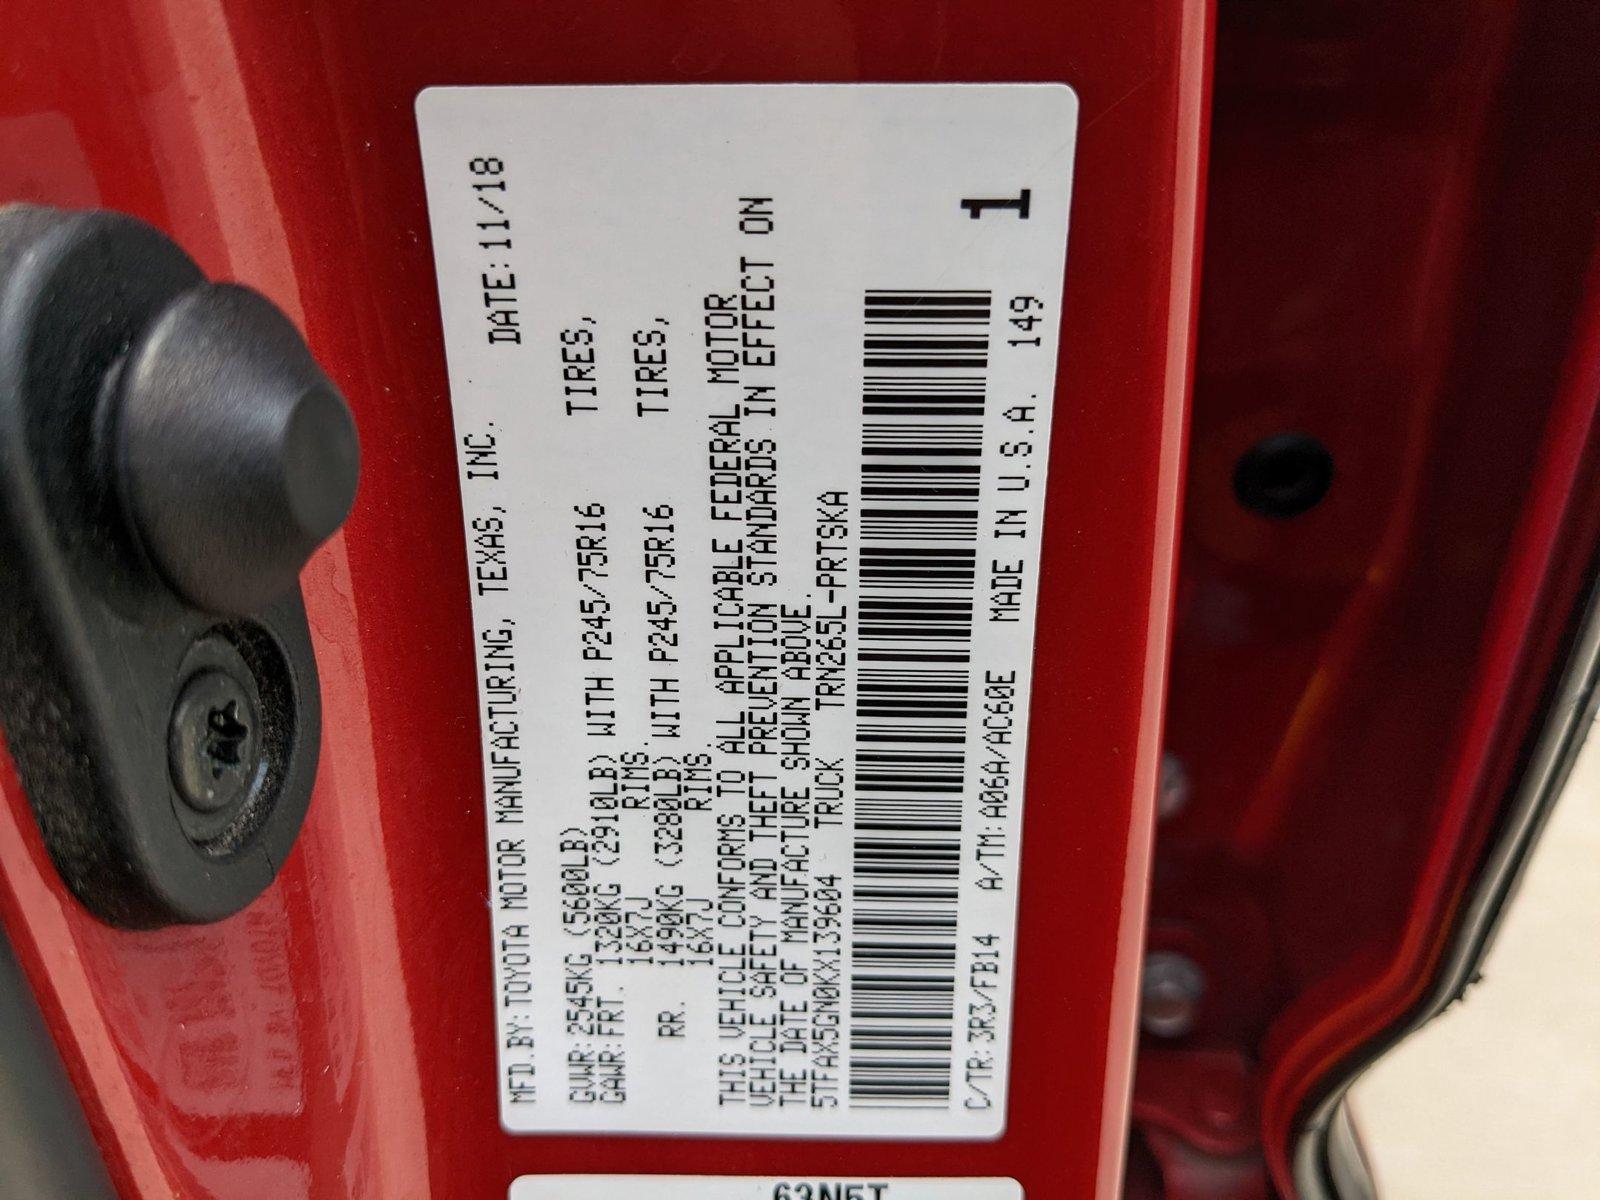 MFD.BY:TOYOTA MOTOR MANUFACTURING, TEXAS, INC. DATE:11/18
GVWR:2545KG (5600LB)
GAWR:FRT. 1320KG (2910LB) WITH P245/75R16 TIRES,
16X7J RIMS.
RR. 1490KG (3280LB) WITH P245/75R16 TIRES,
16X7J RIMS.
THIS VEHICLE CONFORMS TO ALL APPLICABLE FEDERAL MOTOR
VEHICLE SAFETY AND THEFT PREVENTION STANDARDS IN EFFECT ON
THE DATE OF MANUFACTURE SHOWN ABOVE.
5TFAX5GN0KX139604 TRUCK TRN265L-PRTSKA
1
C/TR:3R3/FB14 A/TM:A06A/AC60E MADE IN U.S.A. 149
63N5T